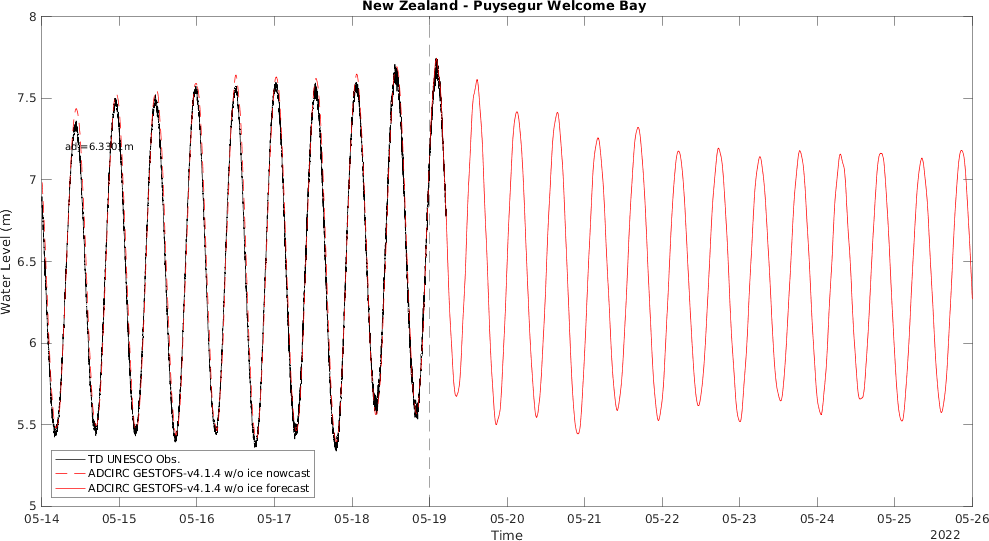 New Zealand - Puysegur Welcome Bay
Water Level (m)
8
7.5
7
6.5
6
5.5
5
TD UNESCO Obs.
ADCIRC GESTOFS-v4.1.4 w/o ice nowcast
ADCIRC GESTOFS-v4.1.4 w/o ice forecast
05-14 05-15 05-16 05-17 05-18 05-19 05-20 05-21 05-22 05-23 05-24 05-25 05-26
Time
2022